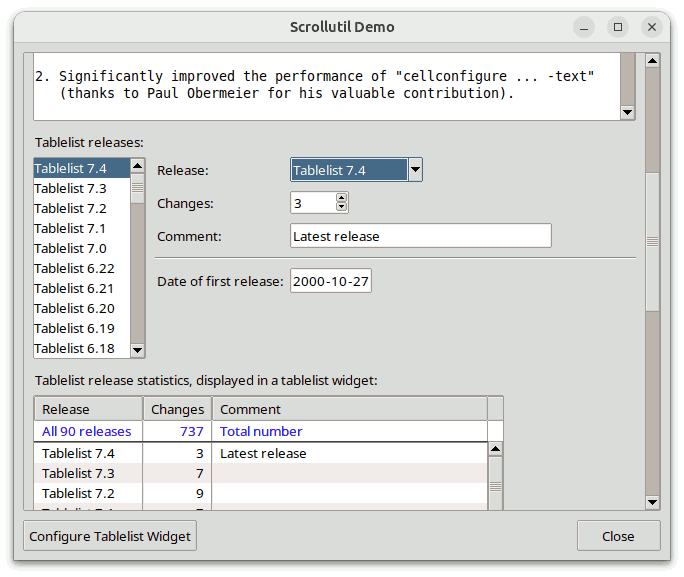 Scrollutil Demo
2. Significantly improved the performance of "cellconfigure ... -text"
(thanks to Paul Obermeier for his valuable contribution).
Tablelist releases:
Tablelist 7.4
Tablelist 7.3
Tablelist 7.2
Tablelist 7.1
Tablelist 7.0
Tablelist 6.22
Tablelist 6.21
Tablelist 6.20
Tablelist 6.19
Tablelist 6.18
Release: Tablelist 7.4
Changes: 3
Comment: Latest release
Date of first release: 2000-10-27
Tablelist release statistics, displayed in a tablelist widget:
Release Changes Comment
All 90 releases 737 Total number
Tablelist 7.4 3 Latest release
Tablelist 7.3 7
Tablelist 7.2 9
Configure Tablelist Widget Close